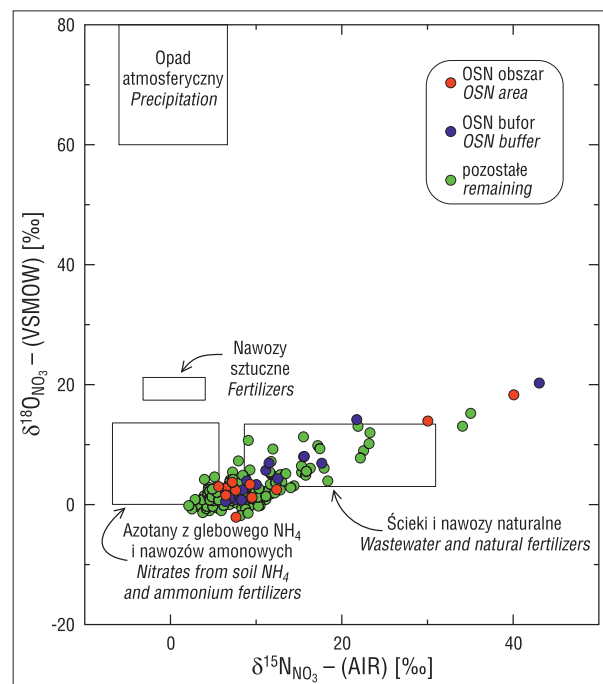 80
60
40
20
0
-20
0
20
40
δ¹⁸O_NO₃ – (VSMOW) [‰]
δ¹⁵N_NO₃ – (AIR) [‰]
Opad
atmosferyczny
Precipitation
OSN obszar
OSN area
OSN bufor
OSN buffer
pozostałe
remaining
Nawozy
sztuczne
Fertilizers
Azotany z glebowego NH₄
i nawozów amonowych
Nitrates from soil NH₄
and ammonium fertilizers
Ścieki i nawozy naturalne
Wastewater and natural fertilizers